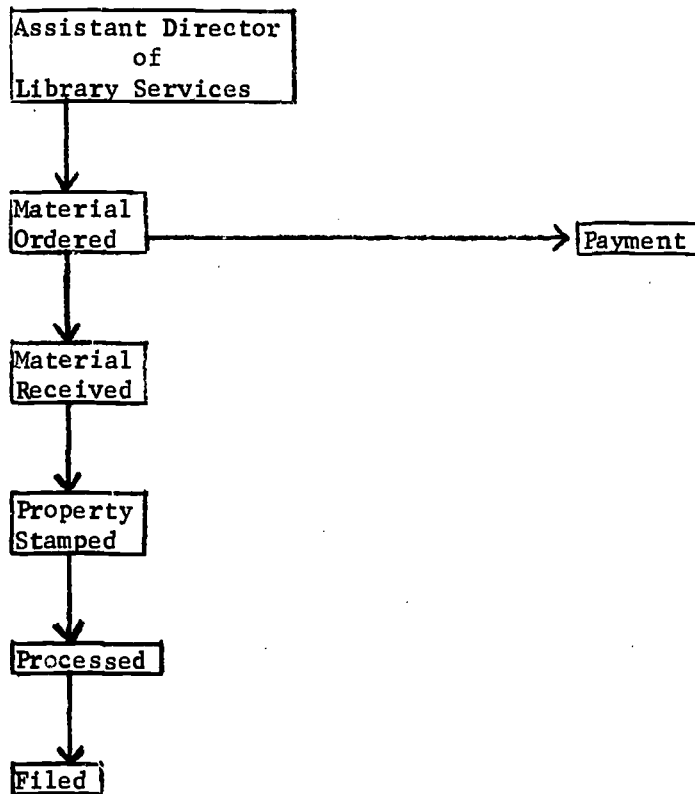 Assistant Director
of
Library Services
Material
Ordered
Payment
Material
Received
Property
Stamped
Processed
Filed